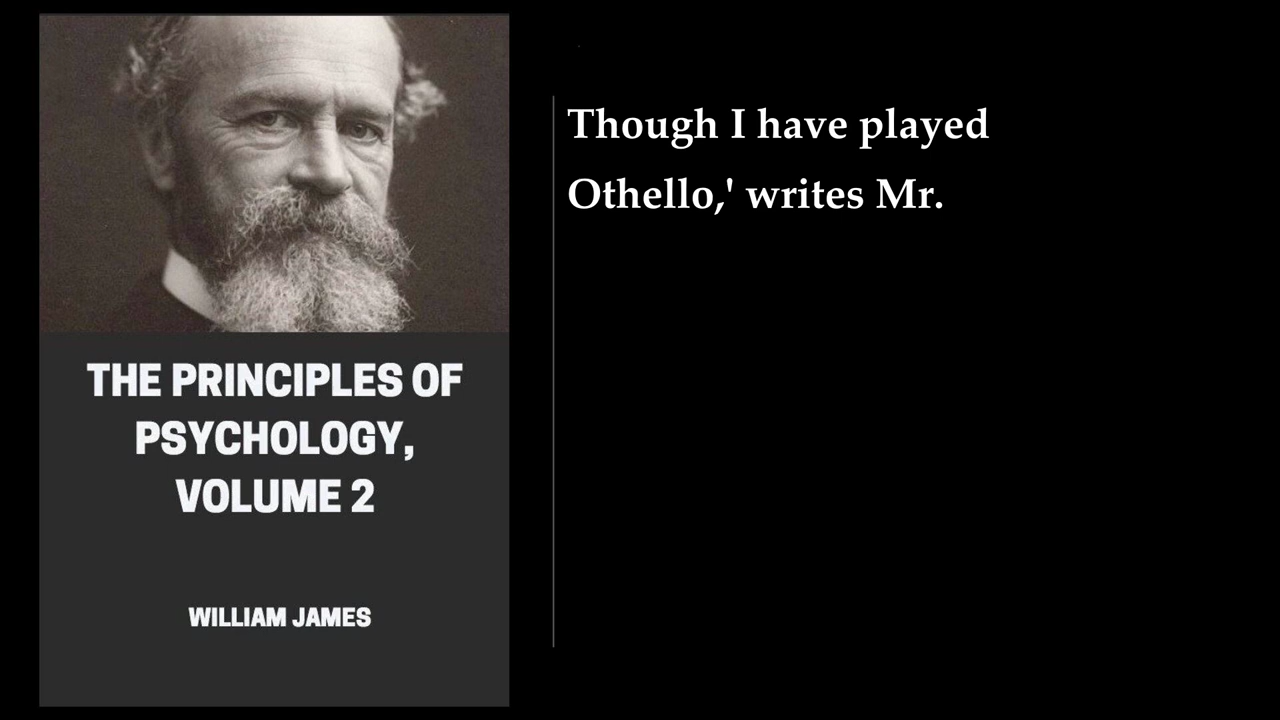 THE PRINCIPLES OF
PSYCHOLOGY,
VOLUME 2
WILLIAM JAMES
Though I have played
Othello,' writes Mr.